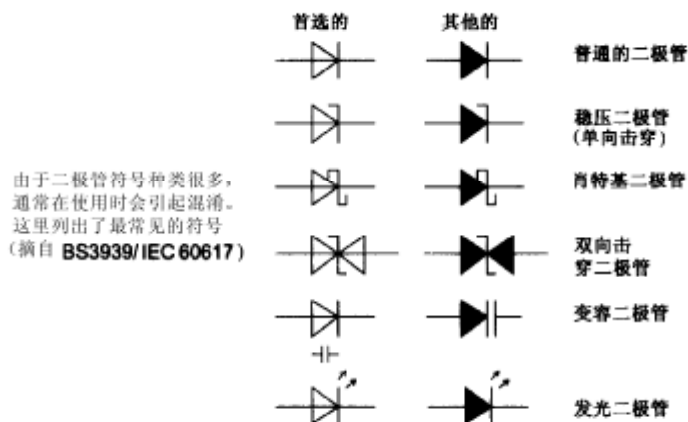 首选的 其他的
普通的二极管
稳压二极管
(单向击穿)
由于二极管符号种类很多，
通常在使用时会引起混淆。
这里列出了最常见的符号
(摘自 BS3939/IEC 60617)
肖特基二极管
双向击
穿二极管
变容二极管
发光二极管